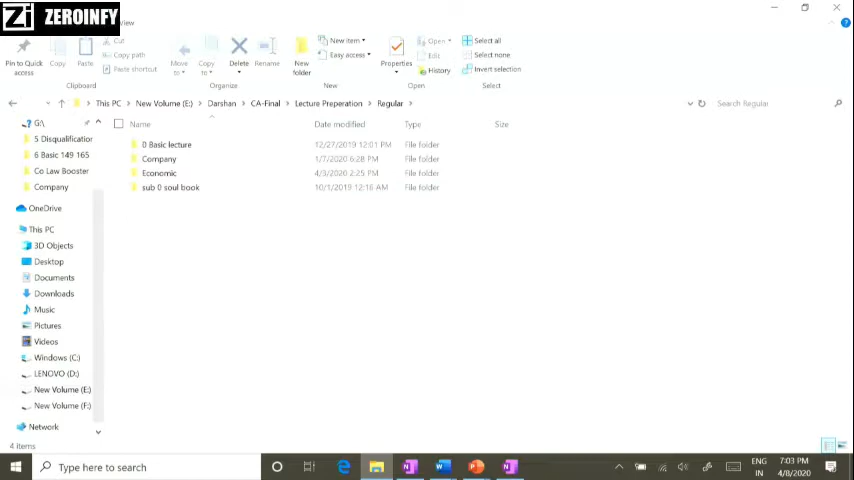 Zi ZEROINFY
View
Pin to Quick access
Copy
Paste
Cut
Copy path
Paste shortcut
Clipboard
Move to
Copy to
Delete
Rename
Organize
New folder
New item
Easy access
New
Properties
Open
Edit
History
Open
Select all
Select none
Invert selection
Select
This PC > New Volume (E:) > Darshan > CA-Final > Lecture Preperation > Regular >
Search Regular
G:\
5 Disqualification
6 Basic 149 165
Co Law Booster
Company
OneDrive
This PC
3D Objects
Desktop
Documents
Downloads
Music
Pictures
Videos
Windows (C:)
LENOVO (D:)
New Volume (E:)
New Volume (F:)
Network
Name Date modified Type Size
0 Basic lecture 12/27/2019 12:01 PM File folder
Company 1/7/2020 6:28 PM File folder
Economic 4/3/2020 2:25 PM File folder
sub 0 soul book 10/1/2019 12:16 AM File folder
4 items
Type here to search
ENG
IN
7:03 PM
4/8/2020